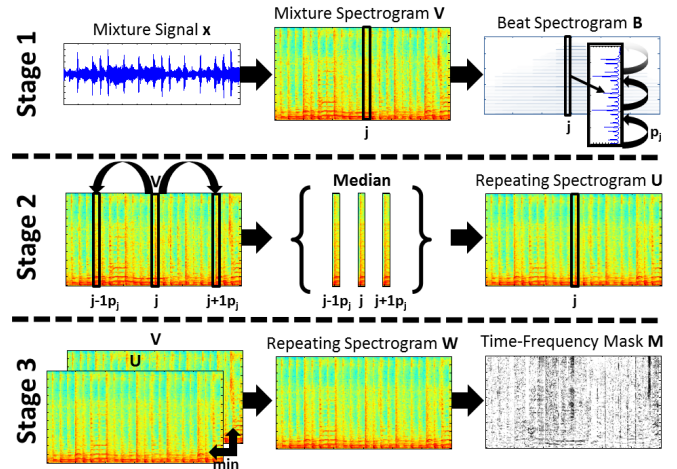 Stage 1
Mixture Signal x
Mixture Spectrogram V
j
Beat Spectrogram B
j
pj
Stage 2
V
j-1pj
j
j+1pj
Median
j-1pj
j
j+1pj
Repeating Spectrogram U
j
Stage 3
V
U
min
Repeating Spectrogram W
Time-Frequency Mask M